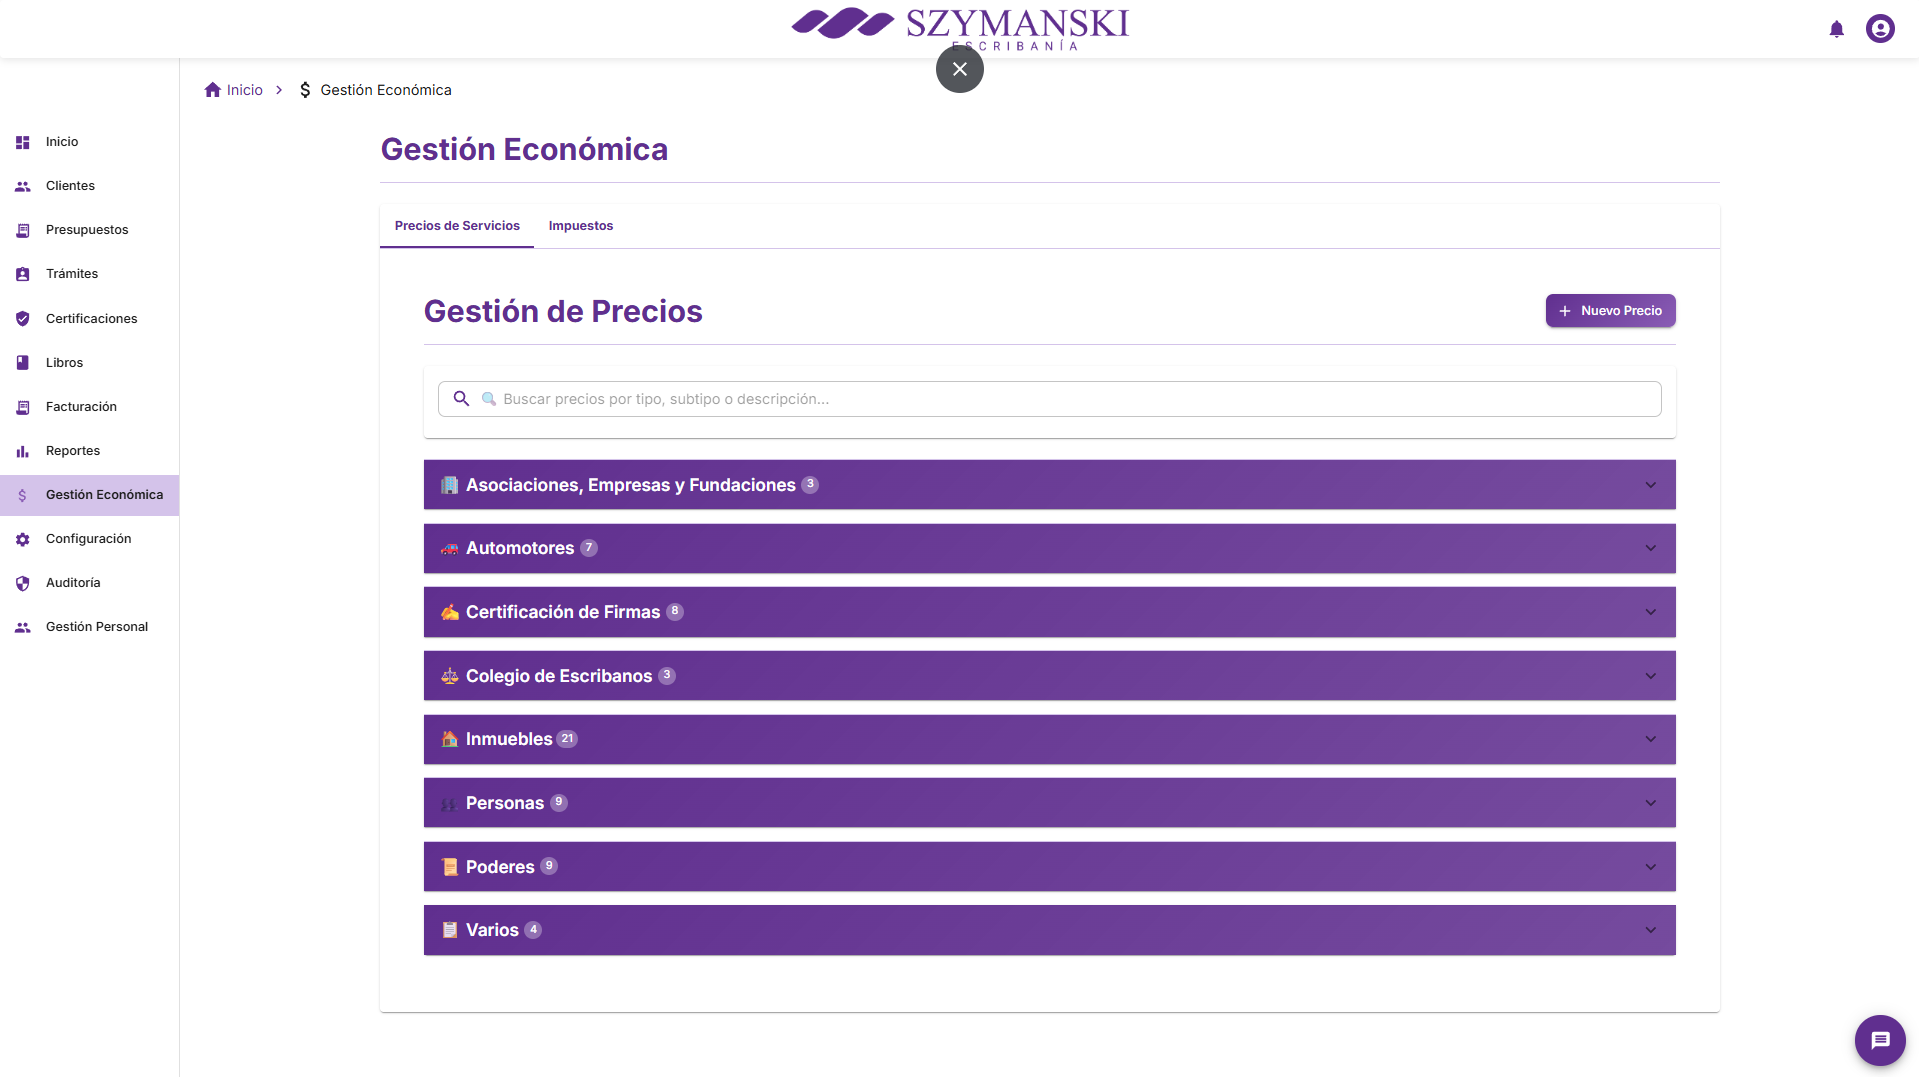 SZYMANSKI
ESCRIBANÍA
Inicio
Gestión Económica
Inicio
Clientes
Presupuestos
Trámites
Certificaciones
Libros
Facturación
Reportes
Gestión Económica
Configuración
Auditoría
Gestión Personal
Gestión Económica
Precios de Servicios
Impuestos
Gestión de Precios
Nuevo Precio
Buscar precios por tipo, subtipo o descripción...
Asociaciones, Empresas y Fundaciones 3
Automotores 7
Certificación de Firmas 8
Colegio de Escribanos 3
Inmuebles 21
Personas 9
Poderes 9
Varios 4